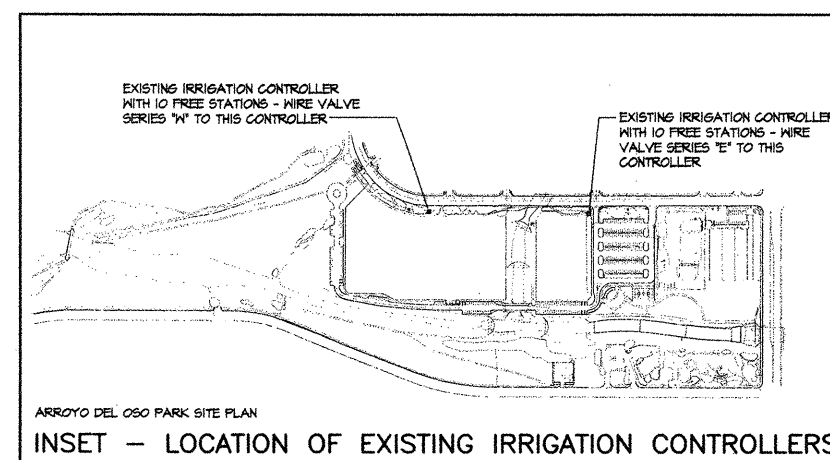 EXISTING IRRIGATION CONTROLLER
WITH 10 FREE STATIONS - WIRE VALVE
SERIES "W" TO THIS CONTROLLER
EXISTING IRRIGATION CONTROLLER
WITH 10 FREE STATIONS - WIRE
VALVE SERIES "E" TO THIS
CONTROLLER
ARROYO DEL OSO PARK SITE PLAN
INSET – LOCATION OF EXISTING IRRIGATION CONTROLLERS